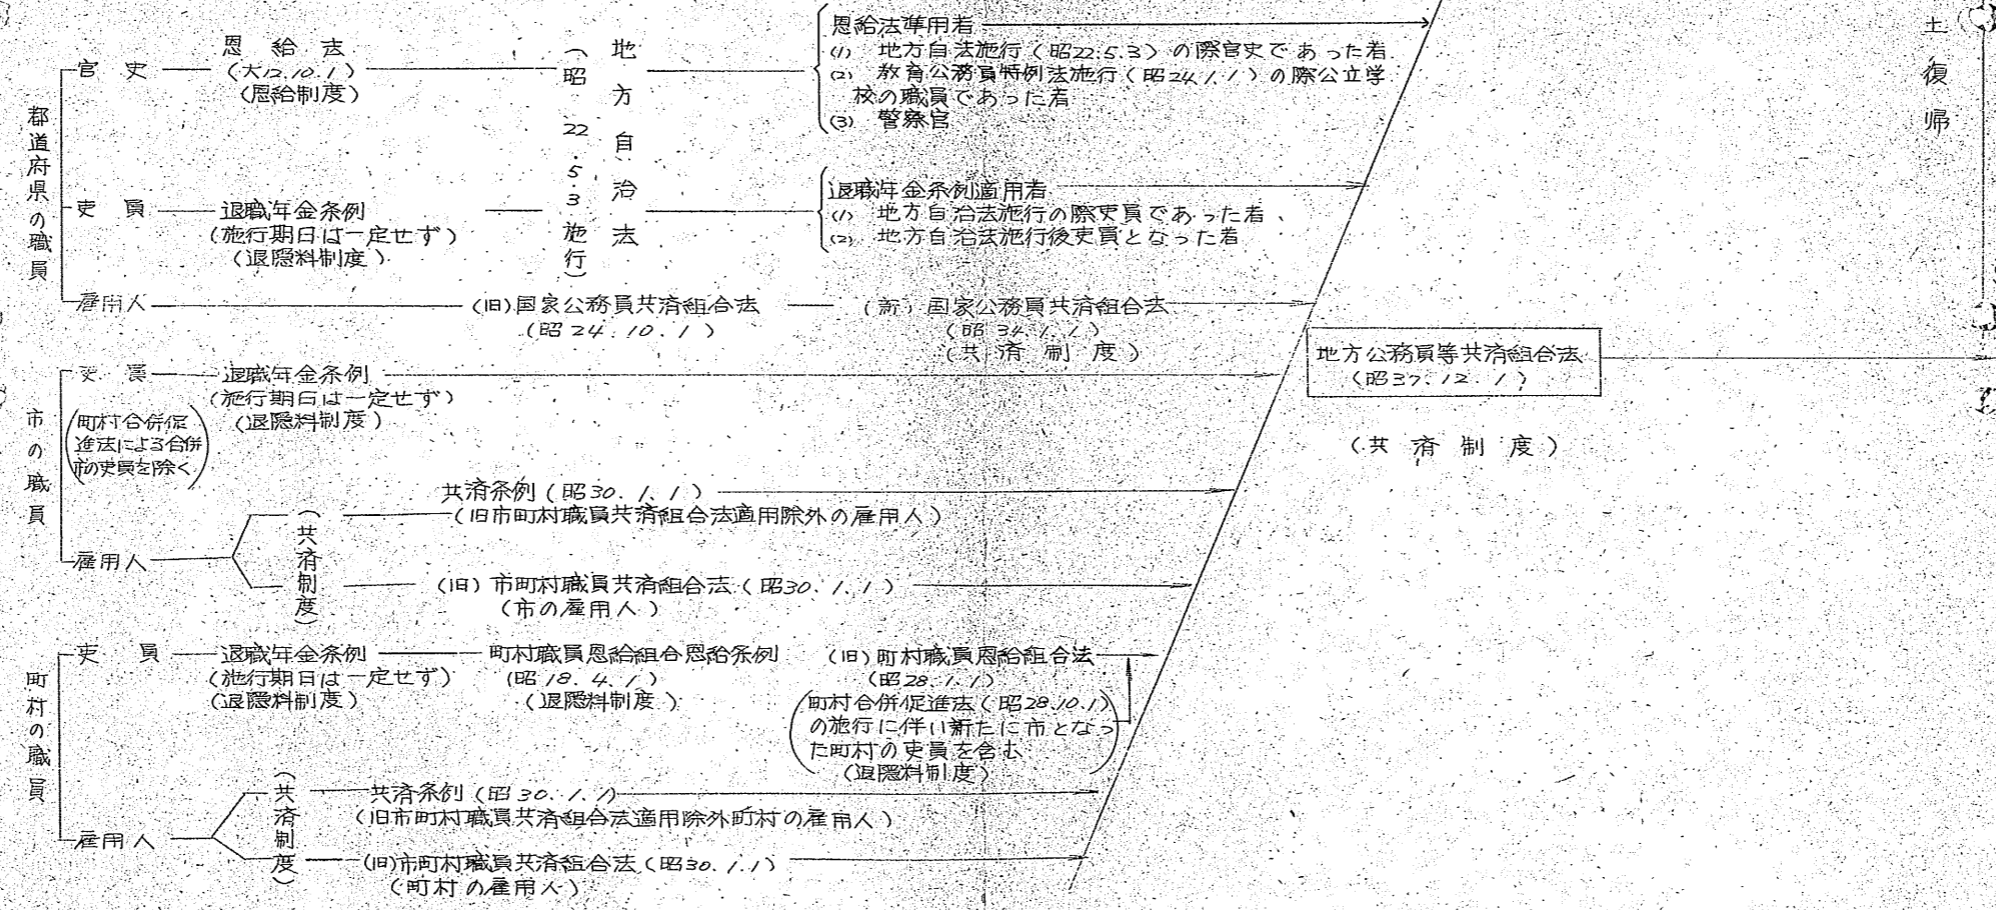 都道府県の職員
官吏
恩給法
(大12.10.1)
(恩給制度)
地方自治法
(昭22.5.3施行)
恩給法準用者
(1) 地方自法施行(昭22.5.3)の際官吏であった者
(2) 教育公務員特例法施行(昭24.1.1)の際公立学
校の職員であった者
(3) 警察官
吏員
退職年金条例
(施行期日は一定せず)
(退隠料制度)
退職年金条例適用者
(1) 地方自治法施行の際吏員であった者
(2) 地方自治法施行後吏員となった者
雇用人
(旧)国家公務員共済組合法
(昭24.10.1)
(新)国家公務員共済組合法
(昭34.1.1)
(共済制度)
市の職員
吏員
(町村合併促
進法による合併
市の吏員を除く)
退職年金条例
(施行期日は一定せず)
(退隠料制度)
雇用人
(共済制度)
共済条例(昭30.1.1)
(旧市町村職員共済組合法適用除外の雇用人)
(旧)市町村職員共済組合法(昭30.1.1)
(市の雇用人)
町村の職員
吏員
退職年金条例
(施行期日は一定せず)
(退隠料制度)
町村職員恩給組合恩給条例
(昭18.4.1)
(退隠料制度)
(旧)町村職員恩給組合法
(昭28.1.1)
(町村合併促進法(昭28.10.1)
の施行に伴い新たに市となっ
た町村の吏員を含む
(退隠料制度))
雇用人
(共済制度)
共済条例(昭30.1.1)
(旧市町村職員共済組合法適用除外町村の雇用人)
(旧)市町村職員共済組合法(昭30.1.1)
(町村の雇用人)
地方公務員等共済組合法
(昭37.12.1)
(共済制度)
土復帰